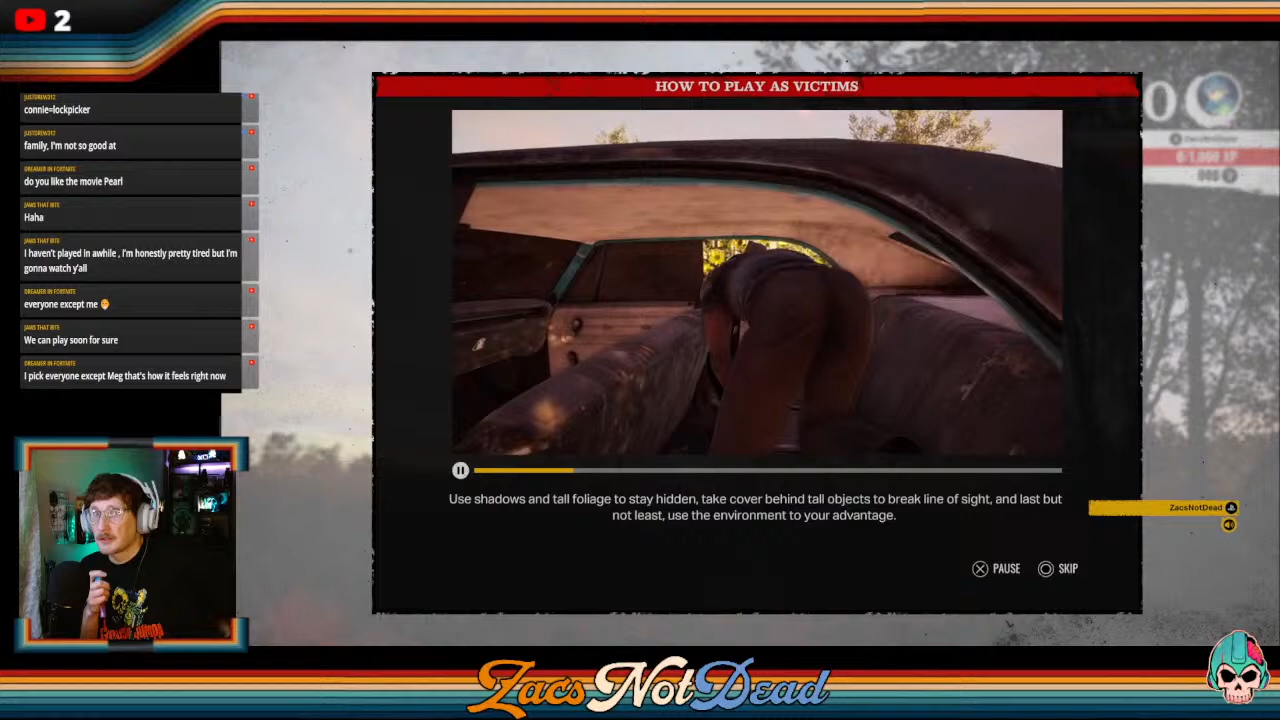 2
JUSTDREW312
connie=lockpicker
JUSTDREW312
family, I'm not so good at
DREAMER IN FORTNITE
do you like the movie Pearl
JAWS THAT BITE
Haha
JAWS THAT BITE
I haven't played in awhile , I'm honestly pretty tired but I'm
gonna watch y'all
DREAMER IN FORTNITE
everyone except me 😳
JAWS THAT BITE
We can play soon for sure
DREAMER IN FORTNITE
I pick everyone except Meg that's how it feels right now
HOW TO PLAY AS VICTIMS
Use shadows and tall foliage to stay hidden, take cover behind tall objects to break line of sight, and last but
not least, use the environment to your advantage.
PAUSE
SKIP
0
ZacsNotDead
ZacsNotDead